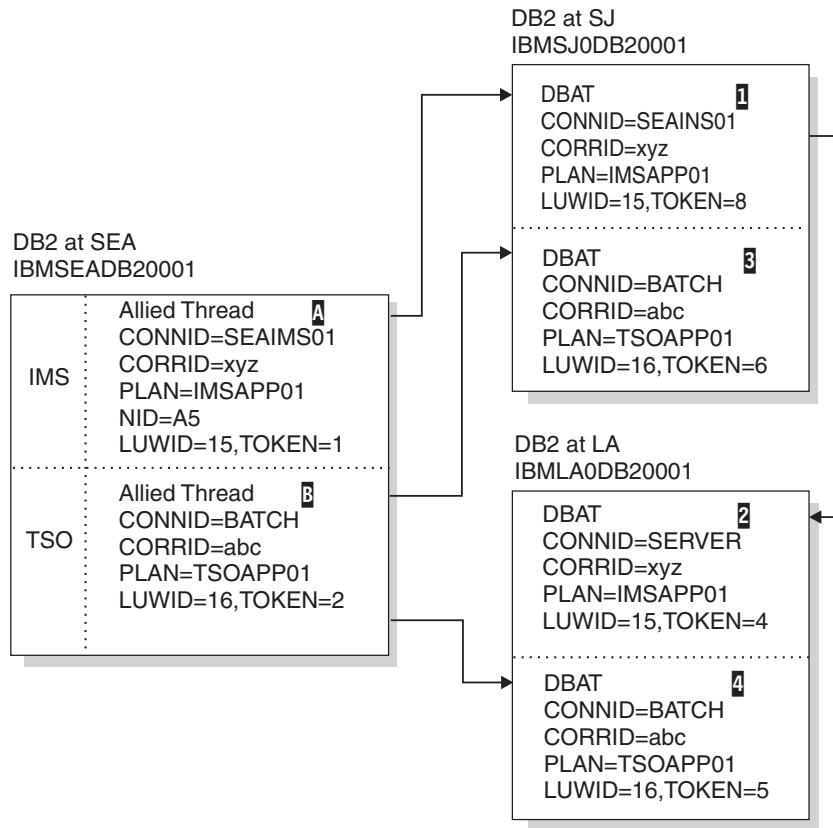 DB2 at SJ
IBMSJ0DB20001
DBAT 1
CONNID=SEAINS01
CORRID=xyz
PLAN=IMSAPP01
LUWID=15,TOKEN=8
DBAT 3
CONNID=BATCH
CORRID=abc
PLAN=TSOAPP01
LUWID=16,TOKEN=6
DB2 at SEA
IBMSEADB20001
IMS
Allied Thread A
CONNID=SEAIMS01
CORRID=xyz
PLAN=IMSAPP01
NID=A5
LUWID=15,TOKEN=1
TSO
Allied Thread B
CONNID=BATCH
CORRID=abc
PLAN=TSOAPP01
LUWID=16,TOKEN=2
DB2 at LA
IBMLA0DB20001
DBAT 2
CONNID=SERVER
CORRID=xyz
PLAN=IMSAPP01
LUWID=15,TOKEN=4
DBAT 4
CONNID=BATCH
CORRID=abc
PLAN=TSOAPP01
LUWID=16,TOKEN=5